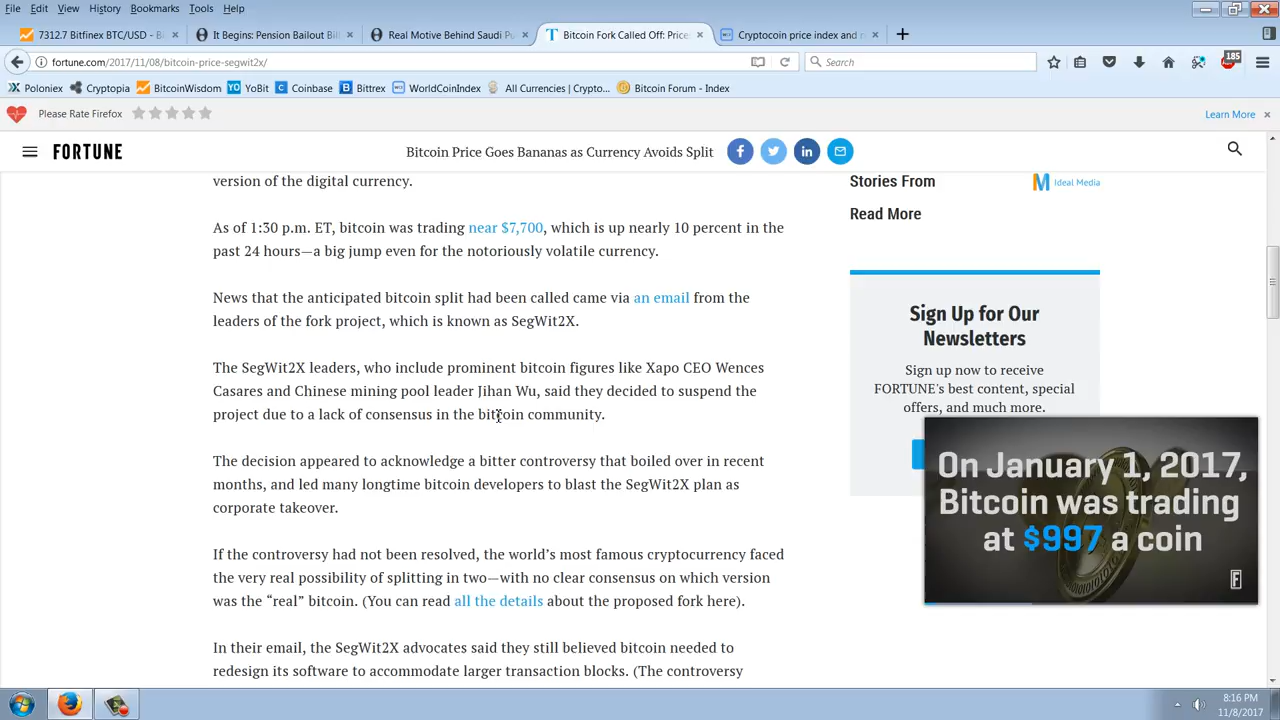 File Edit View History Bookmarks Tools Help
7312.7 Bitfinex BTC/USD - B
It Begins: Pension Bailout Bil
Real Motive Behind Saudi Pu
Bitcoin Fork Called Off: Price
Cryptocoin price index and
fortune.com/2017/11/08/bitcoin-price-segwit2x/
Search
185
Poloniex Cryptopia BitcoinWisdom YoBit Coinbase Bittrex WorldCoinIndex All Currencies | Crypto... Bitcoin Forum - Index
Please Rate Firefox
Learn More
FORTUNE
Bitcoin Price Goes Bananas as Currency Avoids Split
version of the digital currency.
As of 1:30 p.m. ET, bitcoin was trading near $7,700, which is up nearly 10 percent in the
past 24 hours—a big jump even for the notoriously volatile currency.
News that the anticipated bitcoin split had been called came via an email from the
leaders of the fork project, which is known as SegWit2X.
The SegWit2X leaders, who include prominent bitcoin figures like Xapo CEO Wences
Casares and Chinese mining pool leader Jihan Wu, said they decided to suspend the
project due to a lack of consensus in the bitcoin community.
The decision appeared to acknowledge a bitter controversy that boiled over in recent
months, and led many longtime bitcoin developers to blast the SegWit2X plan as
corporate takeover.
If the controversy had not been resolved, the world's most famous cryptocurrency faced
the very real possibility of splitting in two—with no clear consensus on which version
was the “real” bitcoin. (You can read all the details about the proposed fork here).
In their email, the SegWit2X advocates said they still believed bitcoin needed to
redesign its software to accommodate larger transaction blocks. (The controversy
Stories From
Ideal Media
Read More
Sign Up for Our
Newsletters
Sign up now to receive
FORTUNE's best content, special
offers, and much more.
On January 1, 2017,
Bitcoin was trading
at $997 a coin
F
8:16 PM
11/8/2017